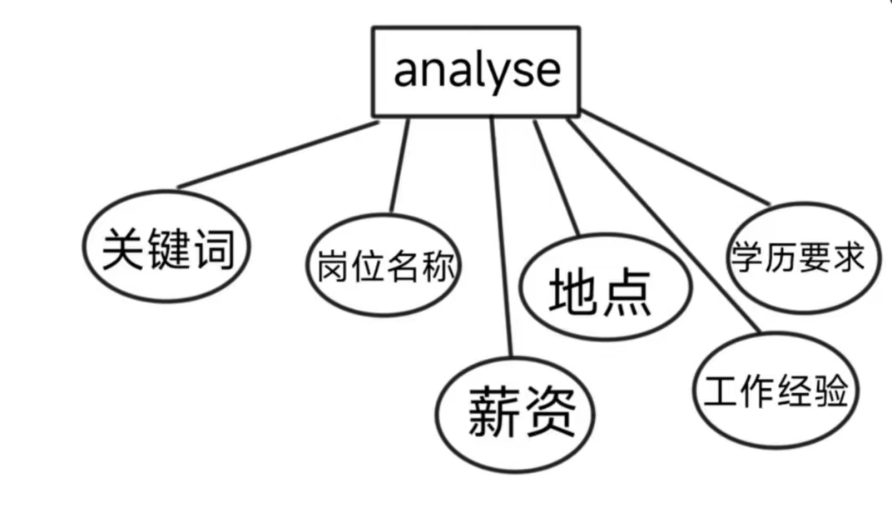 analyse
关键词
岗位名称
薪资
地点
工作经验
学历要求